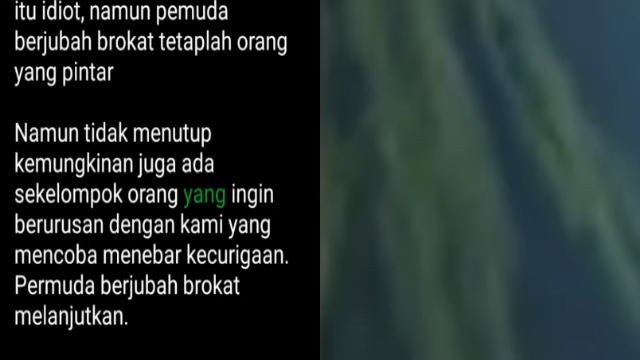 itu idiot, namun pemuda
berjubah brokat tetaplah orang
yang pintar
Namun tidak menutup
kemungkinan juga ada
sekelompok orang yang ingin
berurusan dengan kami yang
mencoba menebar kecurigaan.
Permuda berjubah brokat
melanjutkan.